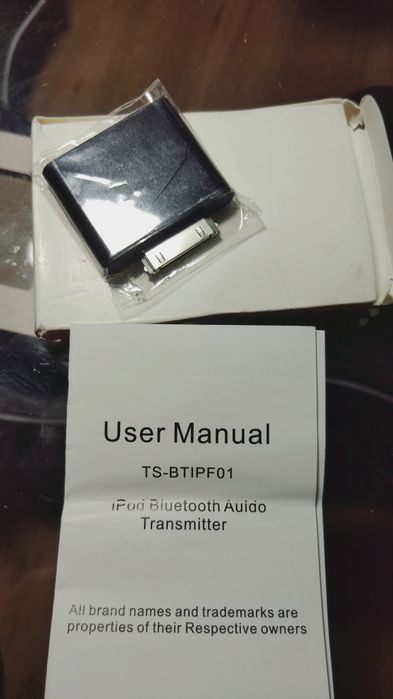 User Manual
TS-BTIPF01
iPod Bluetooth Auido
Transmitter
All brand names and trademarks are
properties of their Respective owners